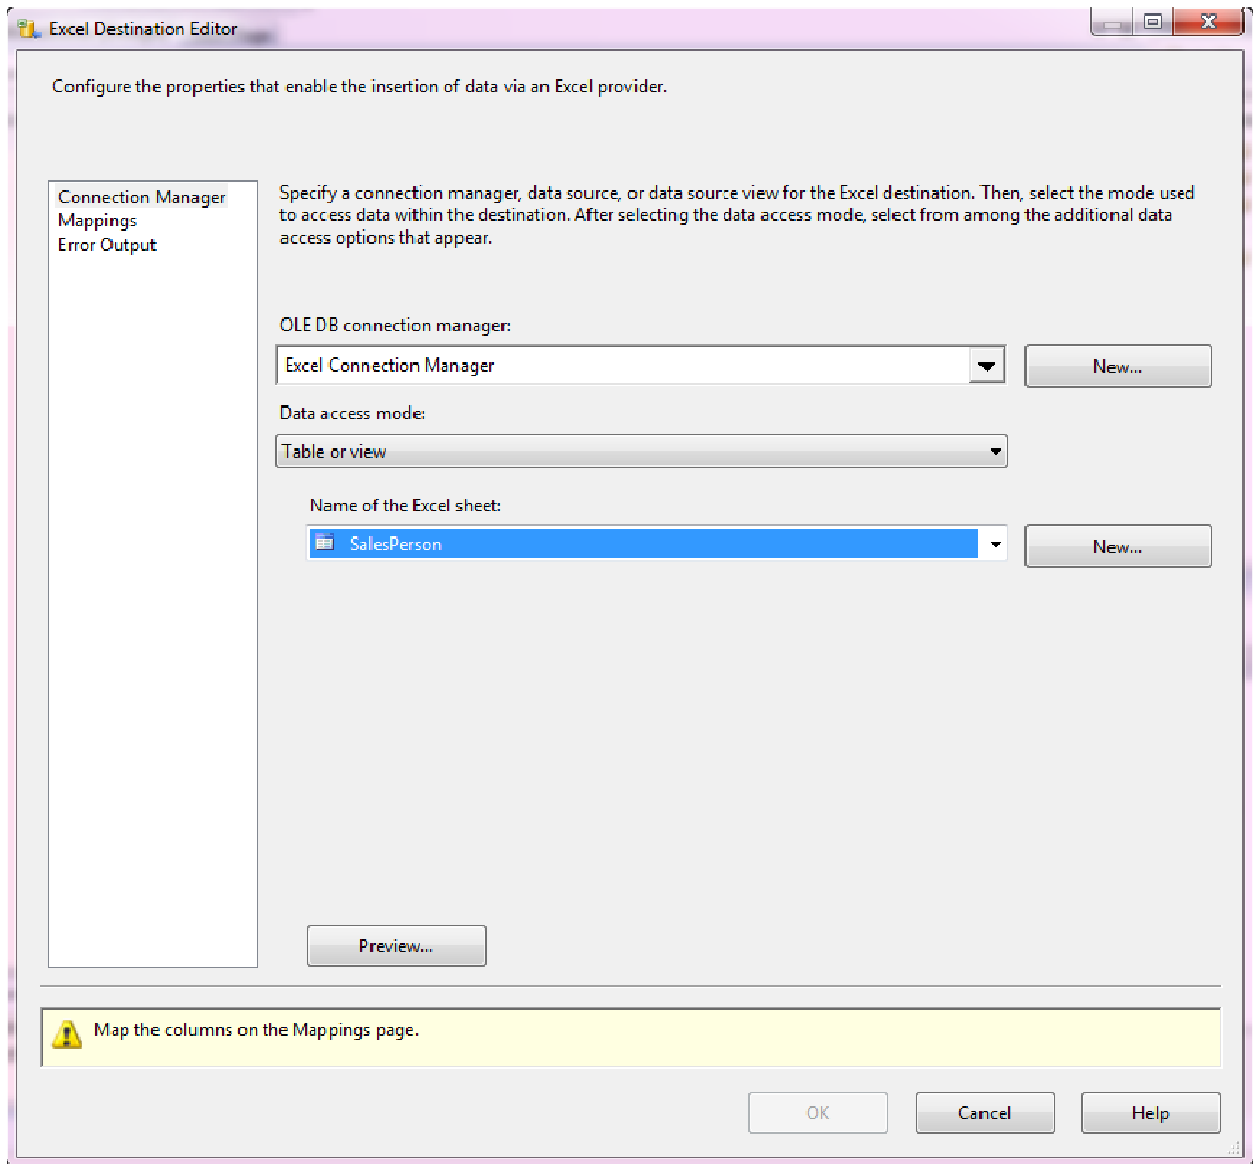 Excel Destination Editor
Configure the properties that enable the insertion of data via an Excel provider.
Connection Manager
Mappings
Error Output
Specify a connection manager, data source, or data source view for the Excel destination. Then, select the mode used
to access data within the destination. After selecting the data access mode, select from among the additional data
access options that appear.
OLE DB connection manager:
Excel Connection Manager
New...
Data access mode:
Table or view
Name of the Excel sheet:
SalesPerson
New...
Preview...
Map the columns on the Mappings page.
OK
Cancel
Help